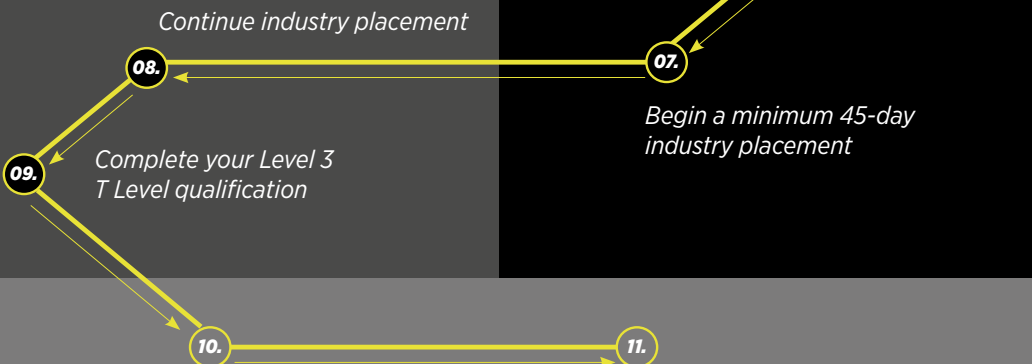 Continue industry placement
08.
07.
Begin a minimum 45-day
industry placement
09.
Complete your Level 3
T Level qualification
10.
11.